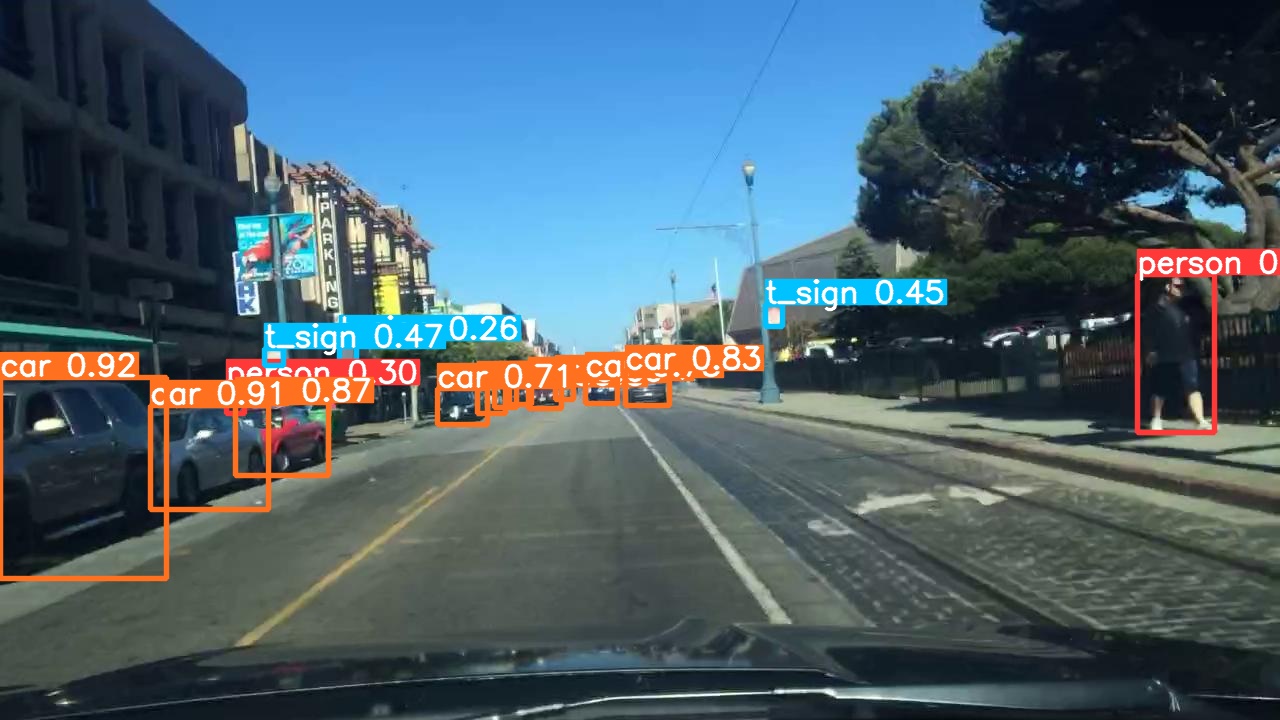 PARKING
t_sign 0.45
person 0
t_sign 0.47
0.26
car 0.92
person 0.30
car 0.91
0.87
car 0.71
ca
car 0.83